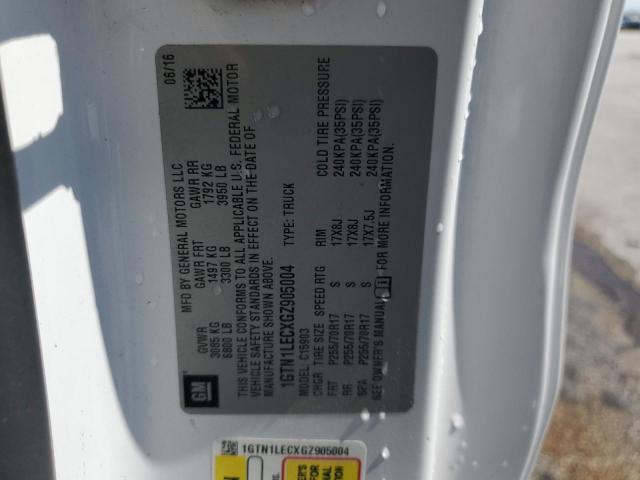 06/16
MFD BY GENERAL MOTORS LLC
GVWR GAWR FRT GAWR RR
3085 KG 1497 KG 1792 KG
6800 LB 3300 LB 3950 LB
THIS VEHICLE CONFORMS TO ALL APPLICABLE U.S. FEDERAL MOTOR
VEHICLE SAFETY STANDARDS IN EFFECT ON THE DATE OF
MANUFACTURE SHOWN ABOVE.
1GTN1LECXGZ905004 TYPE: TRUCK
MODEL: C15903
CHGR TIRE SIZE SPEED RTG RIM COLD TIRE PRESSURE
FRT P255/70R17 S 17X8J 240KPA(35PSI)
RR P255/70R17 S 17X8J 240KPA(35PSI)
SPA P255/70R17 S 17X7.5J 240KPA(35PSI)
SEE OWNER'S MANUAL FOR MORE INFORMATION.
GM
1GTN1LECXGZ905004